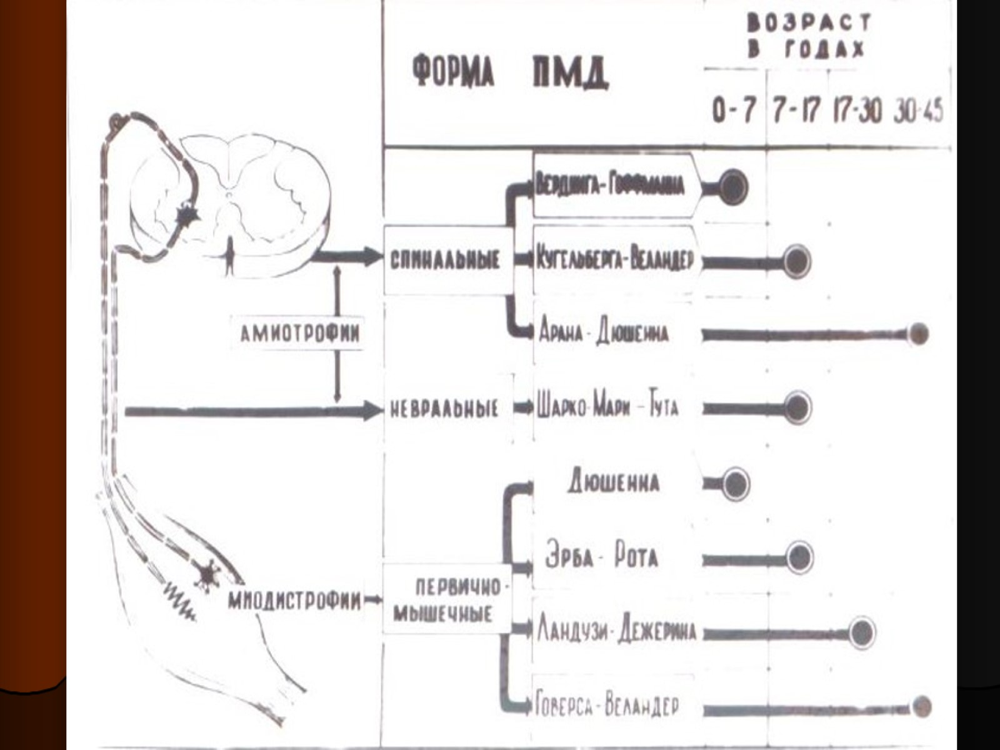 ФОРМА ПМД
ВОЗРАСТ
В ГОДАХ
0-7 7-17 17-30 30-45
ВЕРДНИГА-ГОФФМАННА
СПИНАЛЬНЫЕ
КУГЕЛЬБЕРГА-ВЕЛАНДЕР
АМИОТРОФИИ
АРАНА-ДЮШЕННА
НЕВРАЛЬНЫЕ
ШАРКО-МАРИ-ТУТА
ДЮШЕННА
ЭРБА-РОТА
МИОДИСТРОФИИ
ПЕРВИЧНО-
МЫШЕЧНЫЕ
ЛАНДУЗИ-ДЕЖЕРИНА
ГОВЕРСА-ВЕЛАНДЕР